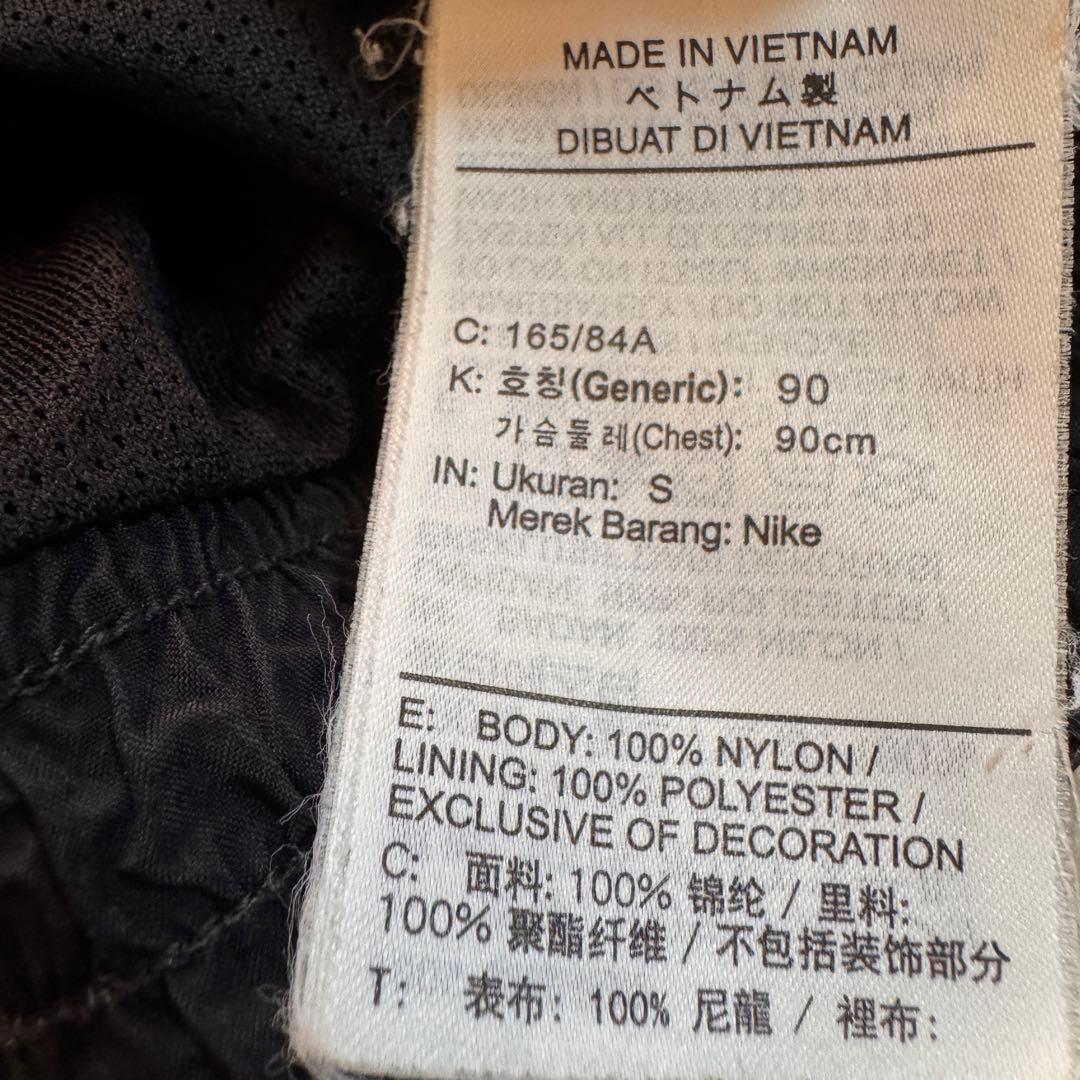 MADE IN VIETNAM
ベトナム製
DIBUAT DI VIETNAM
C: 165/84A
K: 호칭(Generic): 90
가슴둘레(Chest): 90cm
IN: Ukuran: S
Merek Barang: Nike
E: BODY: 100% NYLON /
LINING: 100% POLYESTER /
EXCLUSIVE OF DECORATION
C: 面料: 100% 锦纶 / 里料:
100% 聚酯纤维 / 不包括装饰部分
T: 表布: 100% 尼龍 / 裡布: